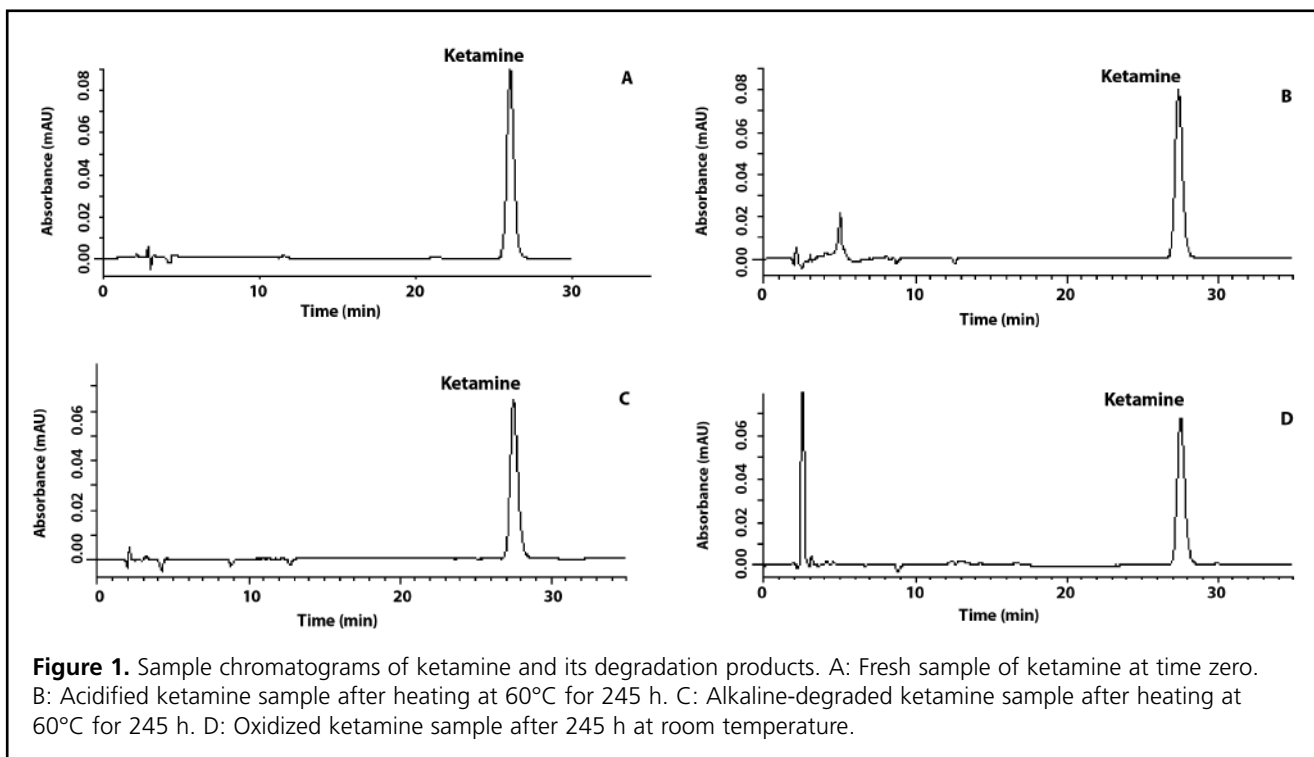 Ketamine
A
Absorbance (mAU)
0.08
0.06
0.04
0.02
0.00
0
10
20
30
Time (min)
Ketamine
B
Absorbance (mAU)
0.08
0.06
0.04
0.02
0.00
0
10
20
30
Time (min)
Ketamine
C
Absorbance (mAU)
0.06
0.04
0.02
0.00
0
10
20
30
Time (min)
Ketamine
D
Absorbance (mAU)
0.06
0.04
0.02
0.00
0
10
20
30
Time (min)
Figure 1. Sample chromatograms of ketamine and its degradation products. A: Fresh sample of ketamine at time zero.
B: Acidified ketamine sample after heating at 60°C for 245 h. C: Alkaline-degraded ketamine sample after heating at
60°C for 245 h. D: Oxidized ketamine sample after 245 h at room temperature.